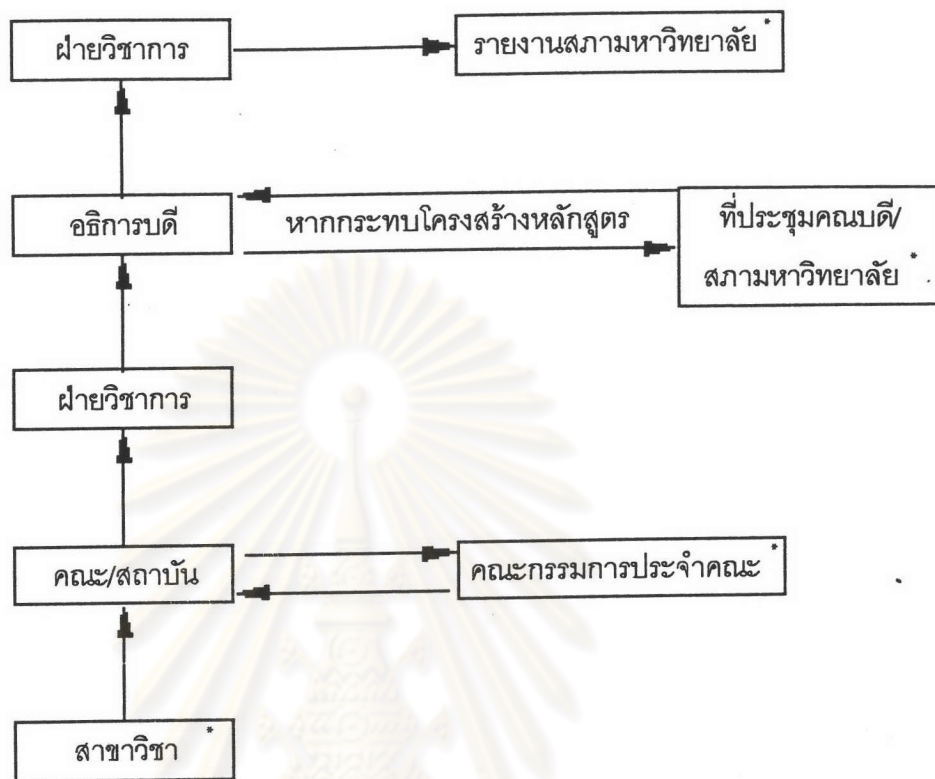 ฝ่ายวิชาการ
รายงานสภามหาวิทยาลัย*
อธิการบดี
หากกระทบโครงสร้างหลักสูตร
ที่ประชุมคณบดี/
สภามหาวิทยาลัย*
ฝ่ายวิชาการ
คณะ/สถาบัน
คณะกรรมการประจำคณะ*
สาขาวิชา*